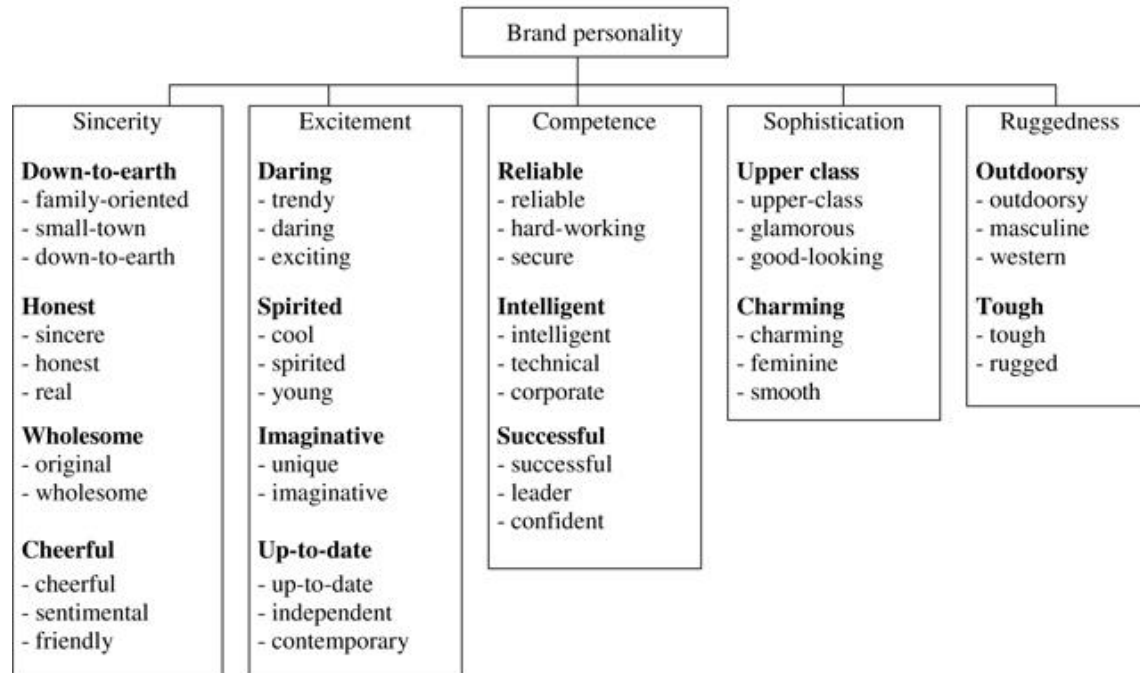 Brand personality
Sincerity
Down-to-earth
- family-oriented
- small-town
- down-to-earth
Honest
- sincere
- honest
- real
Wholesome
- original
- wholesome
Cheerful
- cheerful
- sentimental
- friendly
Excitement
Daring
- trendy
- daring
- exciting
Spirited
- cool
- spirited
- young
Imaginative
- unique
- imaginative
Up-to-date
- up-to-date
- independent
- contemporary
Competence
Reliable
- reliable
- hard-working
- secure
Intelligent
- intelligent
- technical
- corporate
Successful
- successful
- leader
- confident
Sophistication
Upper class
- upper-class
- glamorous
- good-looking
Charming
- charming
- feminine
- smooth
Ruggedness
Outdoorsy
- outdoorsy
- masculine
- western
Tough
- tough
- rugged